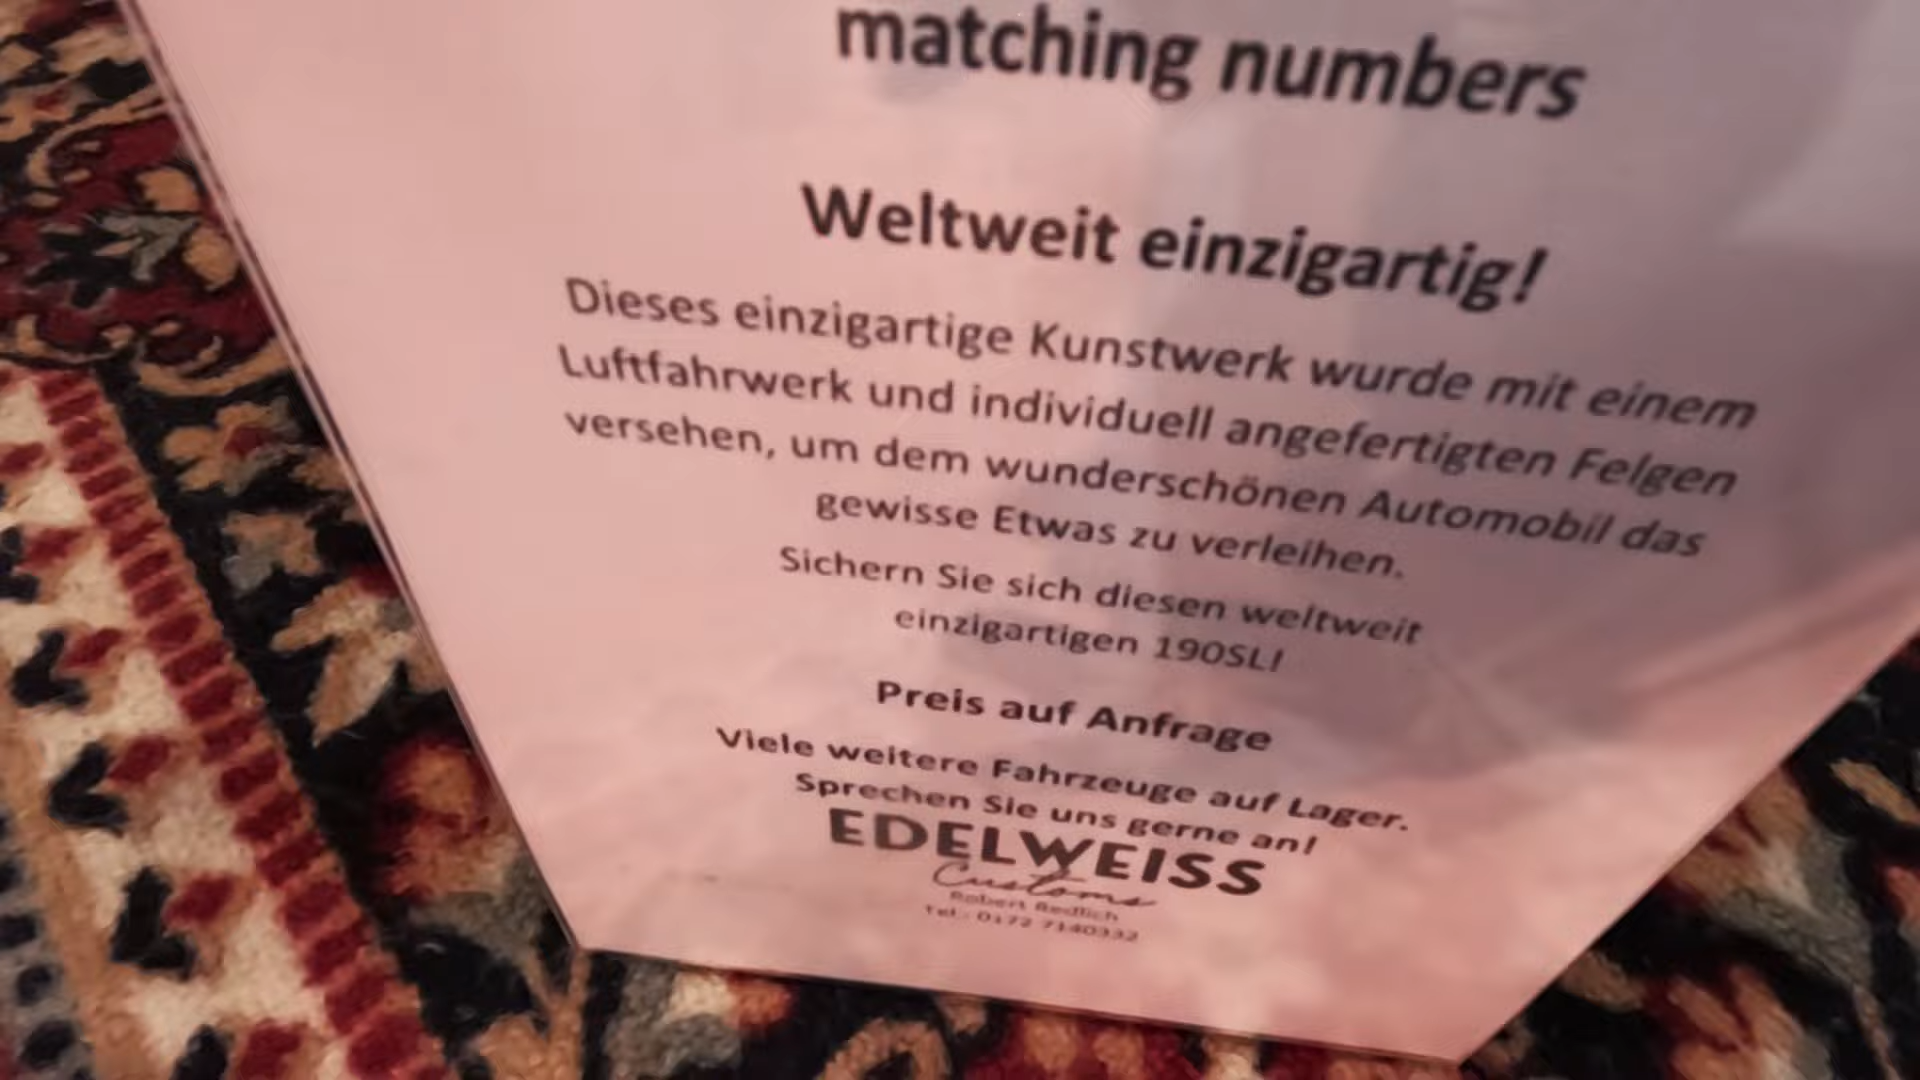 matching numbers
Weltweit einzigartig!
Dieses einzigartige Kunstwerk wurde mit einem
Luftfahrwerk und individuell angefertigten Felgen
versehen, um dem wunderschönen Automobil das
gewisse Etwas zu verleihen.
Sichern Sie sich diesen weltweit
einzigartigen 190SL!
Preis auf Anfrage
Viele weitere Fahrzeuge auf Lager.
Sprechen Sie uns gerne an!
EDELWEISS
Customs
Robert Redlich
Tel.: 0172 7140332